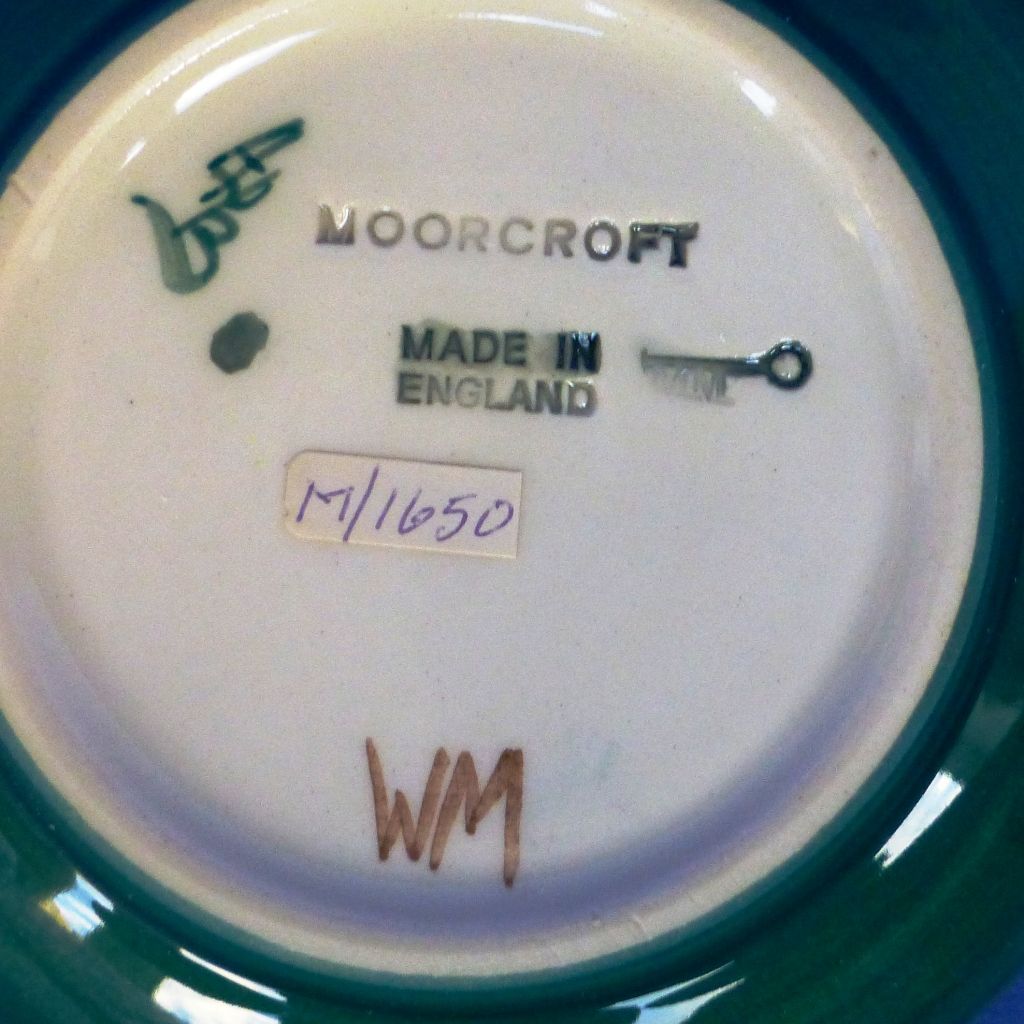 MOORCROFT
MADE IN
ENGLAND
M/1650
WM